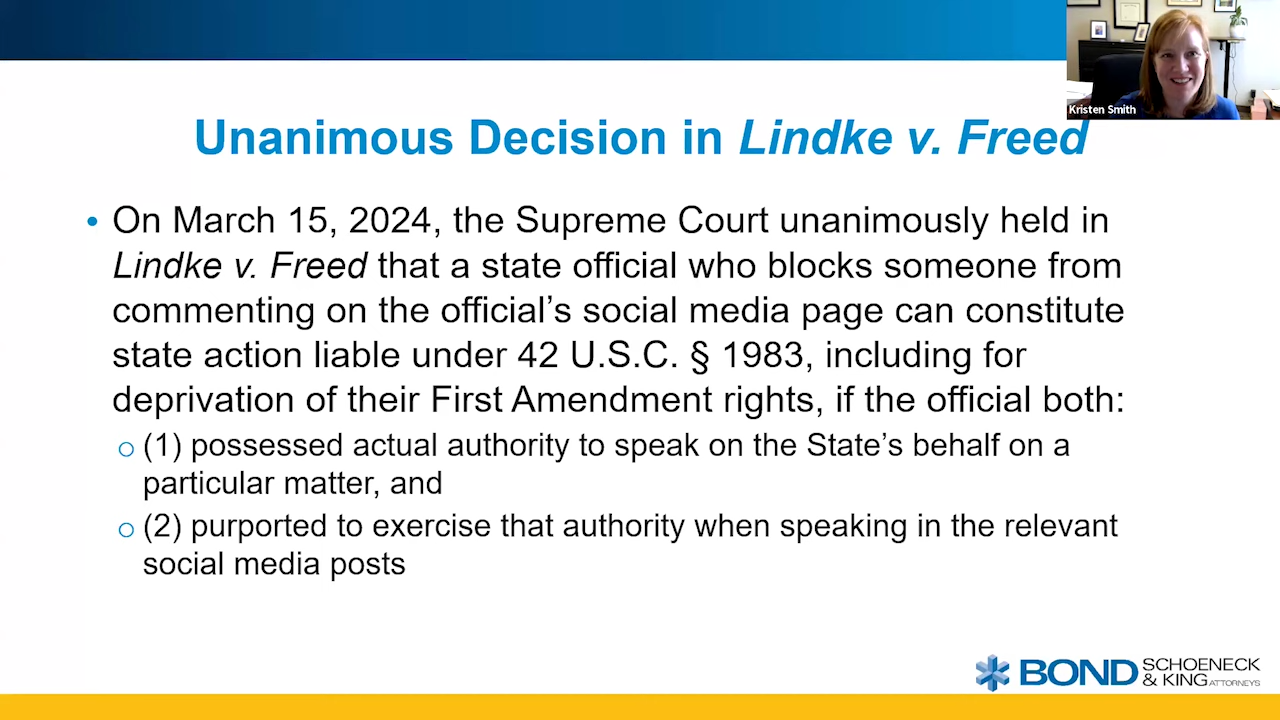 Kristen Smith
Unanimous Decision in Lindke v. Freed
• On March 15, 2024, the Supreme Court unanimously held in
Lindke v. Freed that a state official who blocks someone from
commenting on the official’s social media page can constitute
state action liable under 42 U.S.C. § 1983, including for
deprivation of their First Amendment rights, if the official both:
o (1) possessed actual authority to speak on the State’s behalf on a
particular matter, and
o (2) purported to exercise that authority when speaking in the relevant
social media posts
BOND SCHOENECK
& KING ATTORNEYS